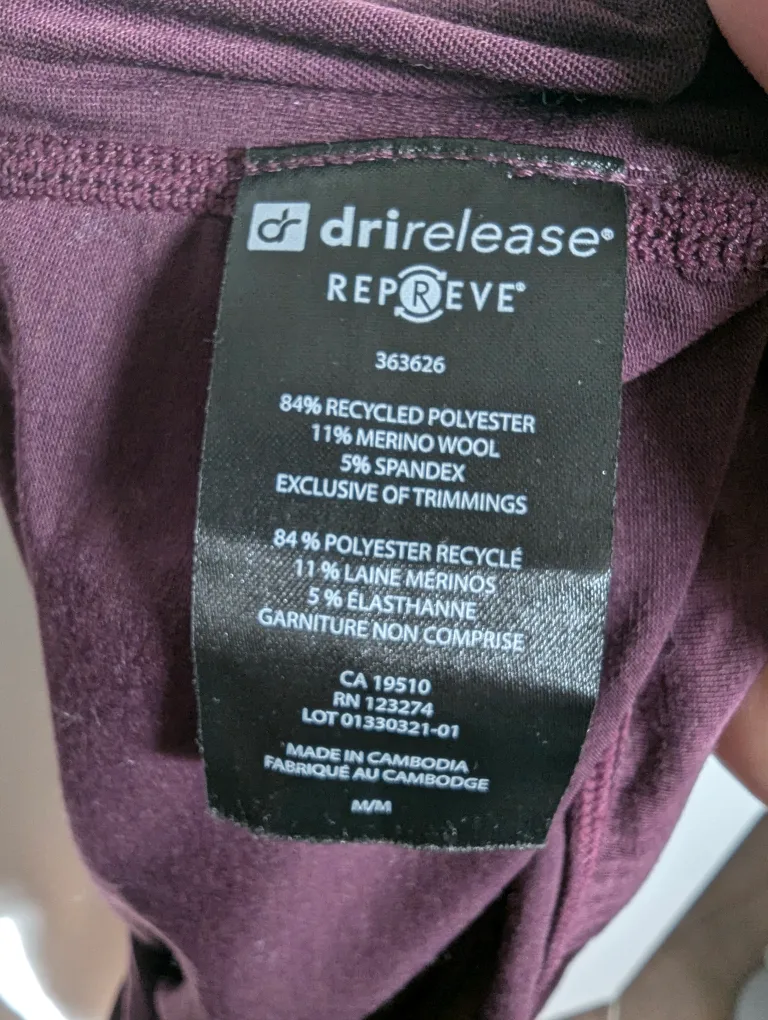 dr drirelease®
REPREVE®
363626
84% RECYCLED POLYESTER
11% MERINO WOOL
5% SPANDEX
EXCLUSIVE OF TRIMMINGS
84 % POLYESTER RECYCLÉ
11 % LAINE MÉRINOS
5 % ÉLASTHANNE
GARNITURE NON COMPRISE
CA 19510
RN 123274
LOT 01330321-01
MADE IN CAMBODIA
FABRIQUÉ AU CAMBODGE
M/M